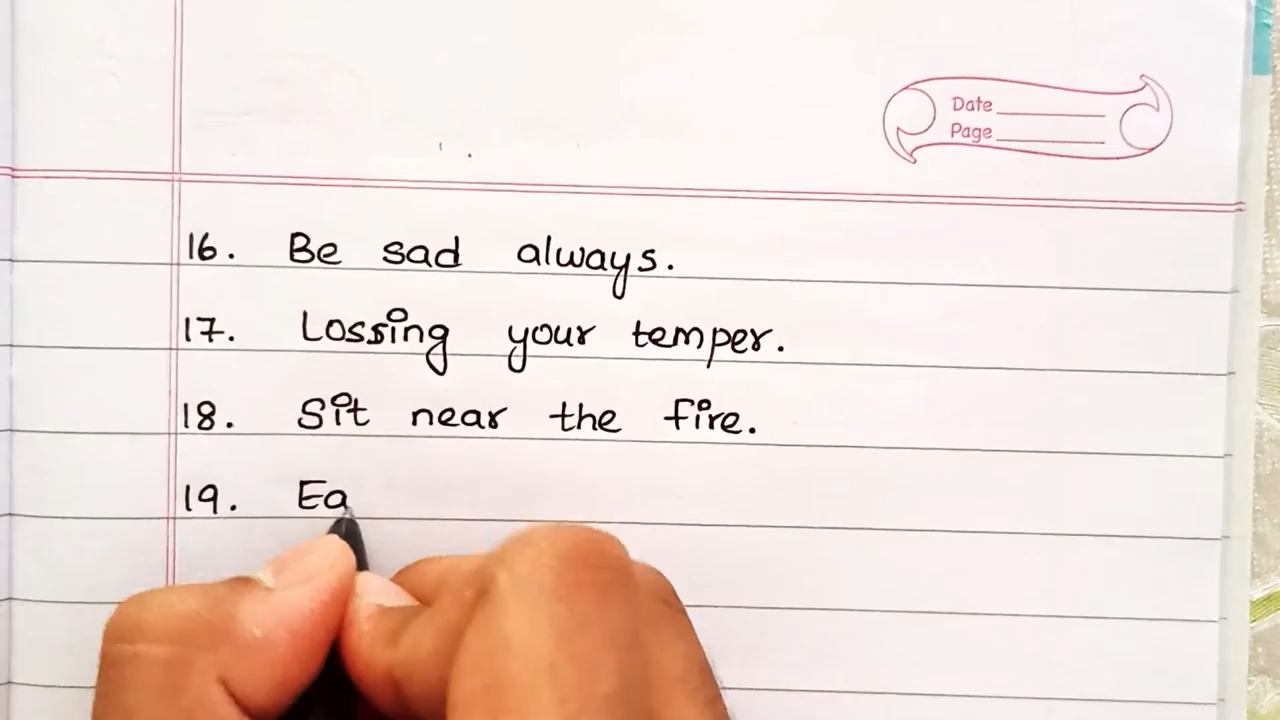 Date
Page
16. Be sad always.
17. Lossing your temper.
18. Sit near the fire.
19. Ea